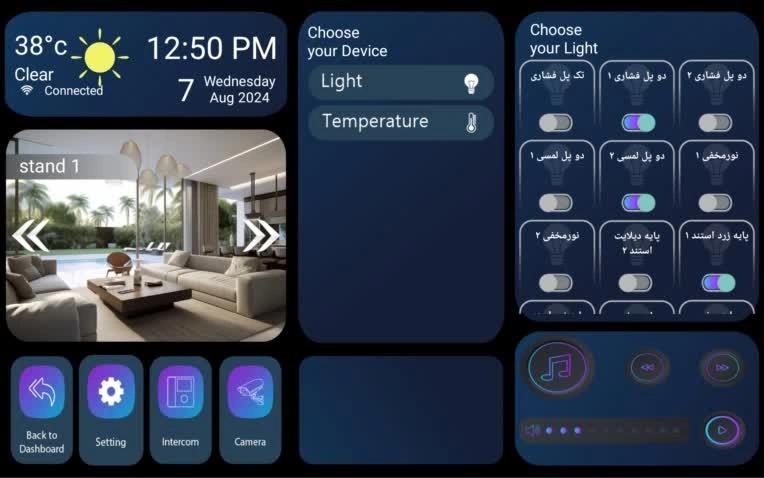 38°c
Clear
Connected
12:50 PM
7
Wednesday
Aug 2024
stand 1
Back to
Dashboard
Setting
Intercom
Camera
Choose
your Device
Light
Temperature
Choose
your Light
تک پل فشاری
دو پل فشاری ۱
دو پل فشاری ۲
دو پل لمسی ۱
دو پل لمسی ۲
نورمخفی ۱
نورمخفی ۲
پایه دیلایت
استند ۲
پایه زرد استند ۱